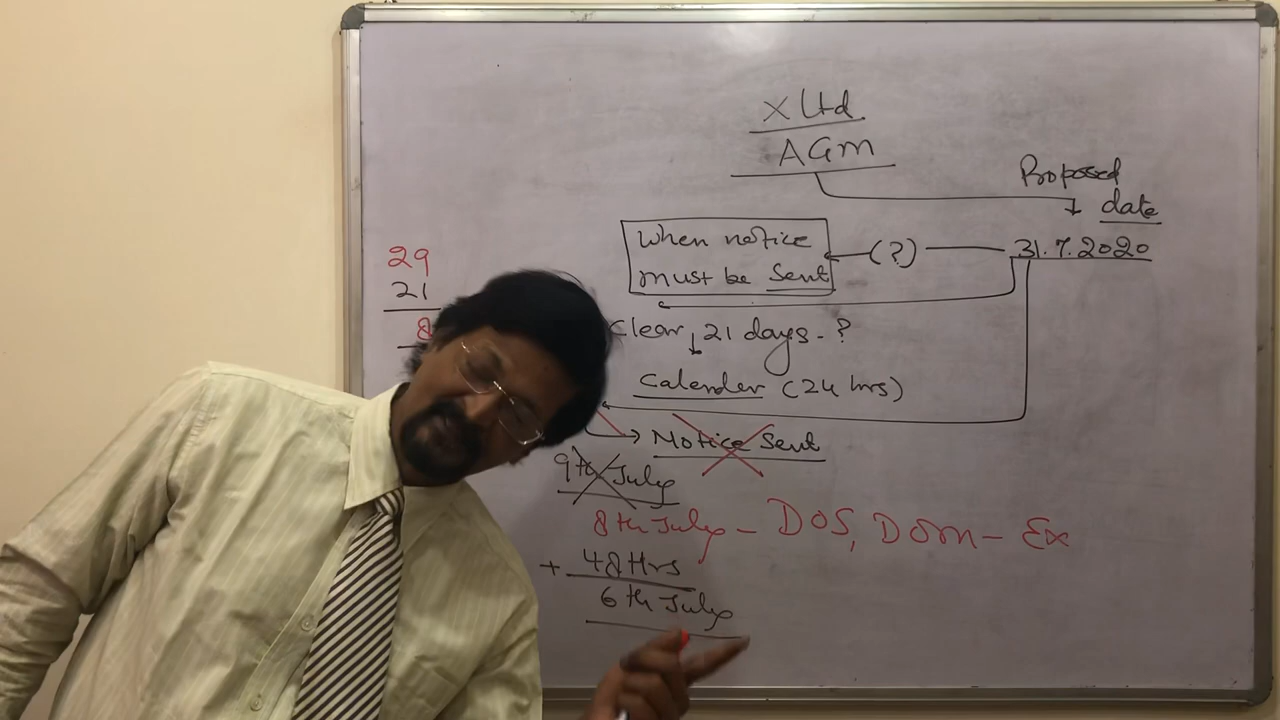 X Ltd
AGM
Proposed
date
31.7.2020
(?)
When notice
must be Sent
Clear 21 days - ?
Calender (24 hrs)
Notice Sent
9th July
8th July - DOS, DOM - Ex
+ 48 Hrs
6th July
29
21
8